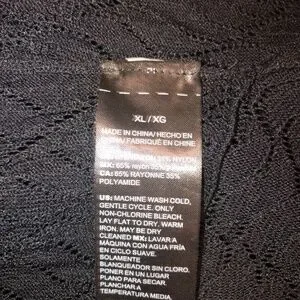 XL / XG
MADE IN CHINA/ HECHO EN
CHINA/ FABRIQUÉ EN CHINE
NYLON
MX: 65% rayón 35%
CA: 65% RAYONNE 35%
POLYAMIDE
US: MACHINE WASH COLD,
GENTLE CYCLE. ONLY
NON-CHLORINE BLEACH.
LAY FLAT TO DRY. WARM
IRON. MAY BE DRY
CLEANED MX: LAVAR A
MÁQUINA CON AGUA FRÍA
EN CICLO SUAVE.
SOLAMENTE
BLANQUEADOR SIN CLORO.
PONER EN UN LUGAR
PLANO PARA SECAR
PLANCHAR A
TEMPERATURA MEDIA